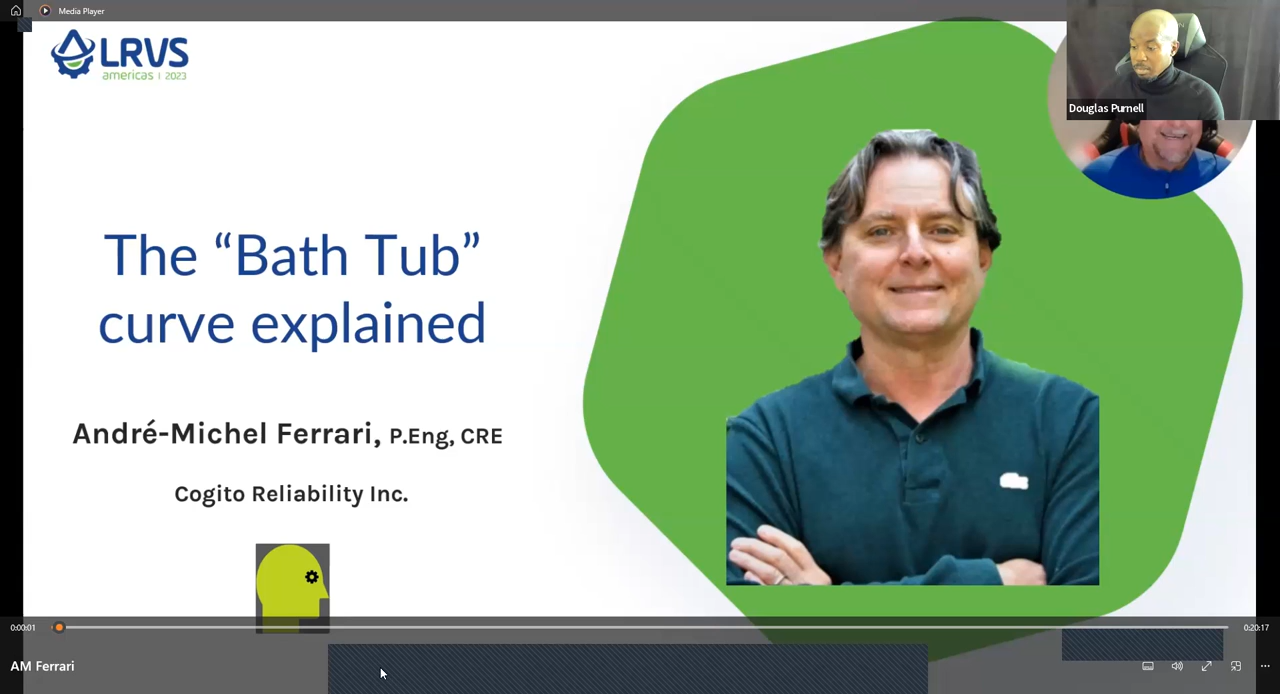 Media Player
LRVS
americas | 2023
Douglas Purnell
The “Bath Tub”
curve explained
André-Michel Ferrari, P.Eng, CRE
Cogito Reliability Inc.
0:00:01
0:20:17
AM Ferrari